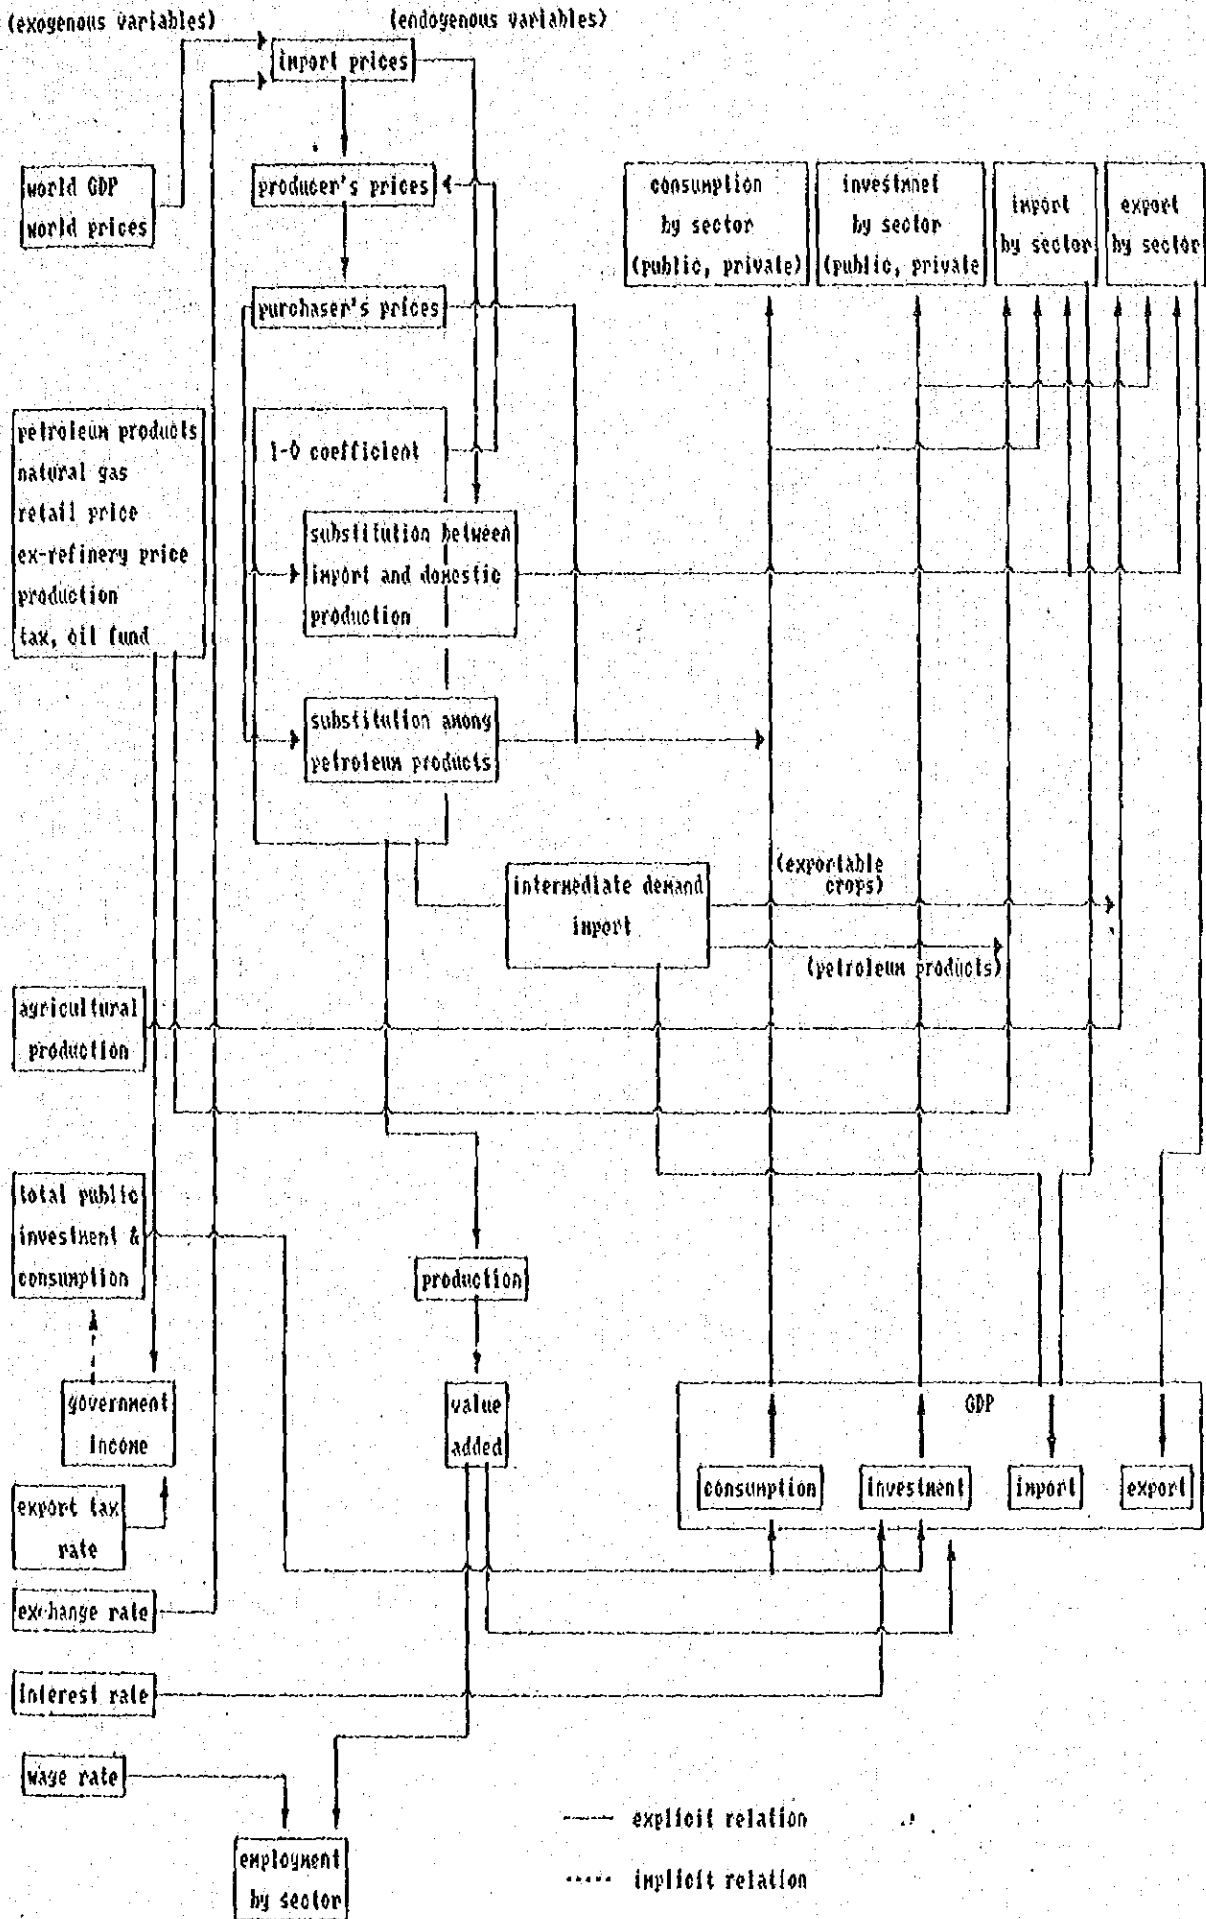 (exogenous variables)
(endogenous variables)
import prices
world GDP
world prices
producer's prices
consumption
by sector
(public, private)
investmnet
by sector
(public, private
import
by sector
export
by sector
purchaser's prices
petroleum products
natural gas
retail price
ex-refinery price
production
tax, oil fund
I-O coefficient
substitution between
import and domestic
production
substitution among
petroleum products
intermediate demand
import
(exportable
crops)
(petroleum products)
agricultural
production
total public
investment &
consumption
production
government
income
value
added
GDP
consumption
investment
import
export
export tax
rate
exchange rate
interest rate
wage rate
employment
by sector
explicit relation
implicit relation